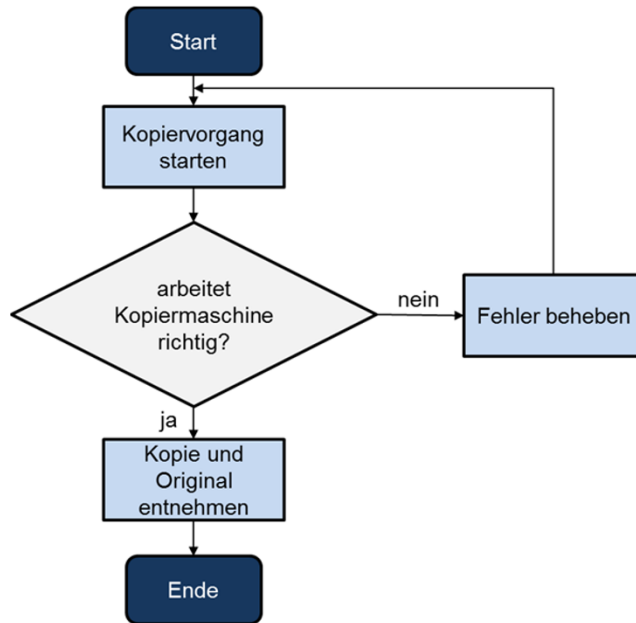 Start
Kopiervorgang
starten
arbeitet
Kopiermaschine
richtig?
nein
Fehler beheben
ja
Kopie und
Original
entnehmen
Ende